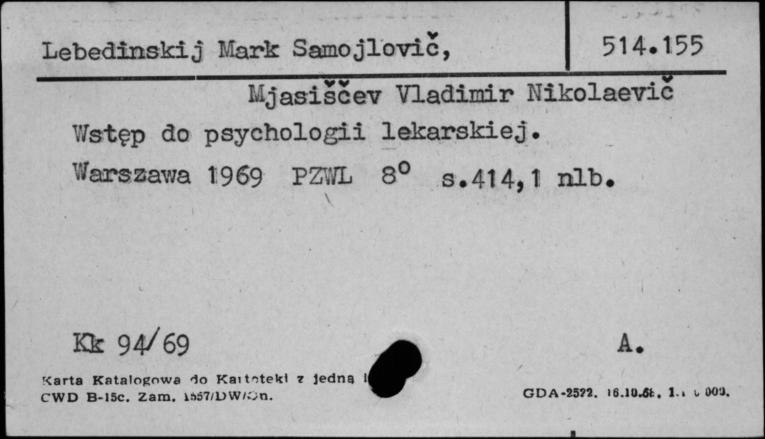 Lebedinskij Mark Samojlovič, 514.155
Mjasiščev Vladimir Nikolaevič
Wstęp do psychologii lekarskiej.
Warszawa 1969 PZWL 8° s.414,1 nlb.
Kk 94/69 A.
Karta Katalogowa do Kartoteki z jedną
CWD B-15c. Zam. GDA-2522.